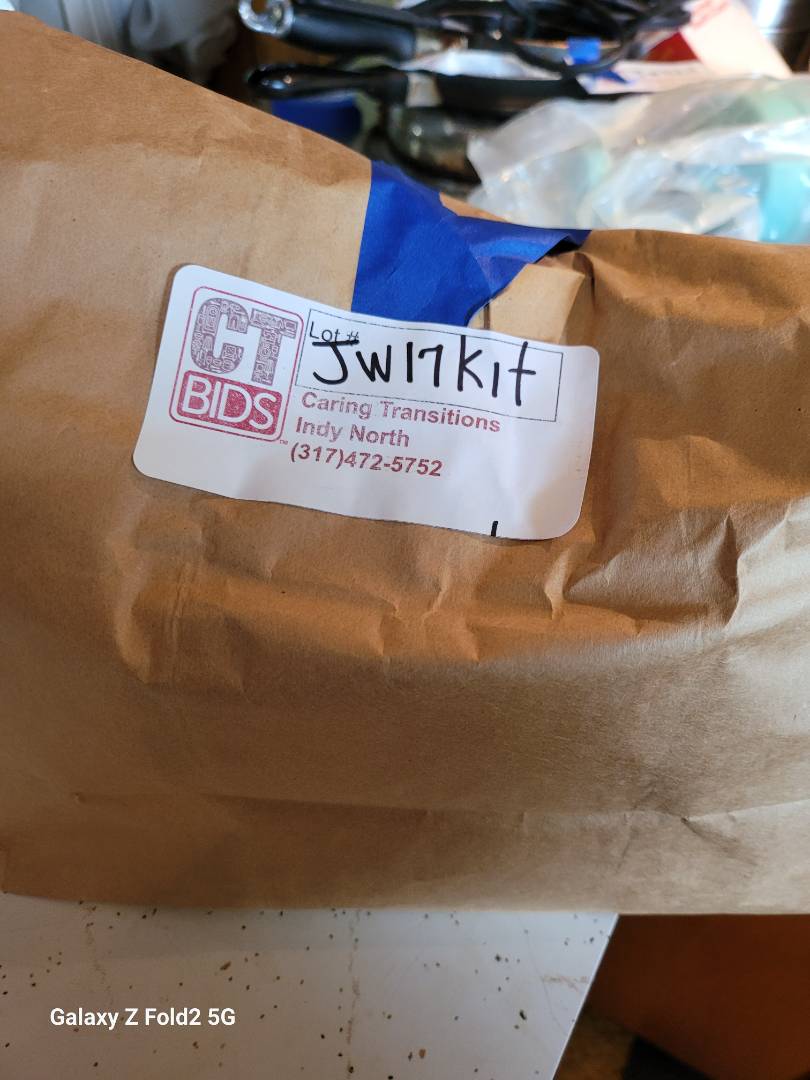 CT
BIDS
Lot #
JW17Kit
Caring Transitions
Indy North
(317)472-5752
Galaxy Z Fold2 5G